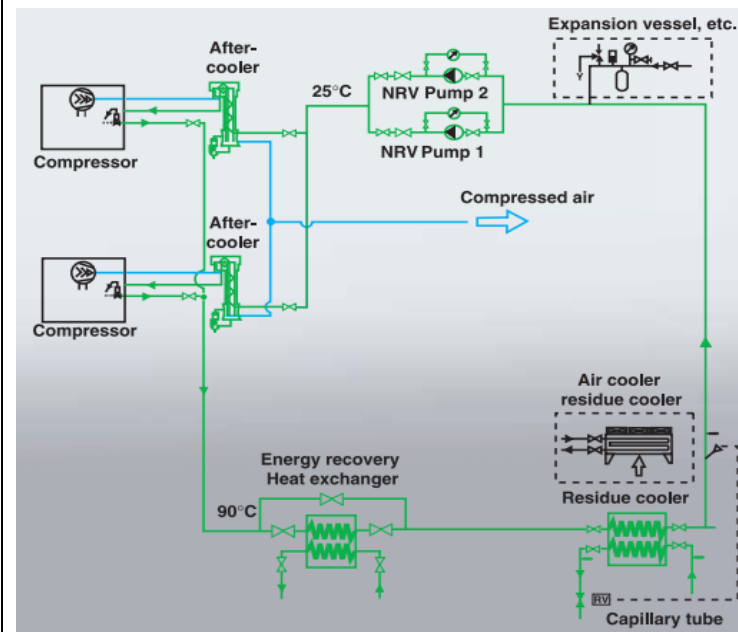 Expansion vessel, etc.
After-
cooler
25°C
NRV Pump 2
Y
Compressor
NRV Pump 1
Compressed air
After-
cooler
Compressor
Air cooler
residue cooler
Energy recovery
Heat exchanger
90°C
Residue cooler
RV
Capillary tube